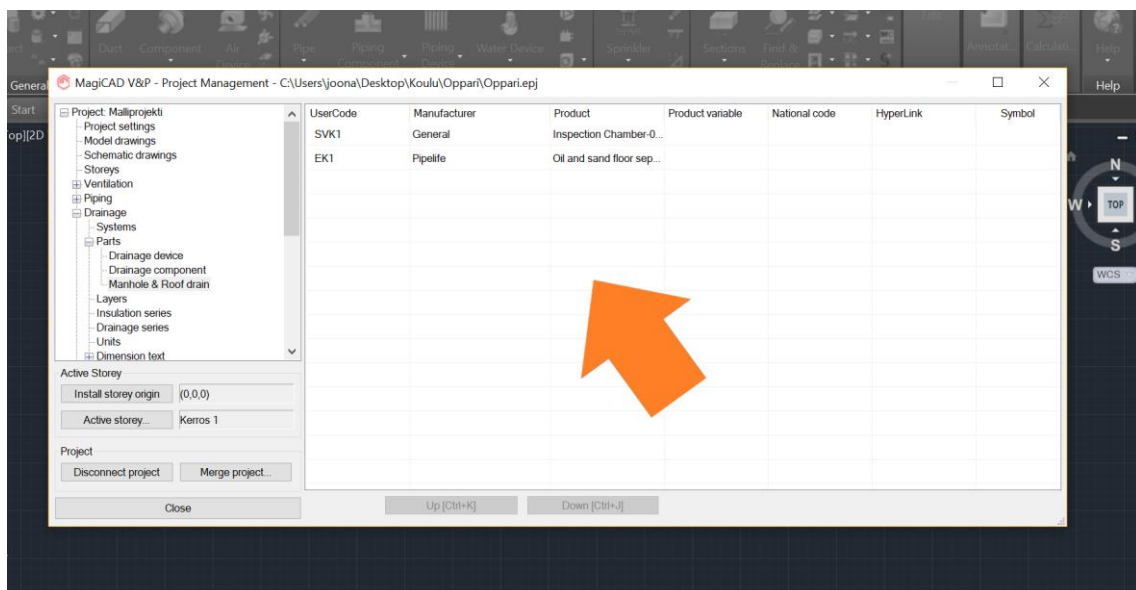 Duct Component Air Device Pipe Piping Component Piping Device Water Device Sprinkler Sections Find & Replace Edit Annotat... Calculati... Help
General
Help
Start
MagiCAD V&P - Project Management - C:\Users\joona\Desktop\Koulu\Oppari\Oppari.epj
Project: Malliprojekti
Project settings
Model drawings
Schematic drawings
Storeys
Ventilation
Piping
Drainage
Systems
Parts
Drainage device
Drainage component
Manhole & Roof drain
Layers
Insulation series
Drainage series
Units
Dimension text
Active Storey
Install storey origin (0,0,0)
Active storey... Kerros 1
Project
Disconnect project Merge project...
Close
UserCode Manufacturer Product Product variable National code HyperLink Symbol
SVK1 General Inspection Chamber-0...
EK1 Pipelife Oil and sand floor sep...
Up [Ctrl+K] Down [Ctrl+J]
op][2D
N
W TOP
S
WCS